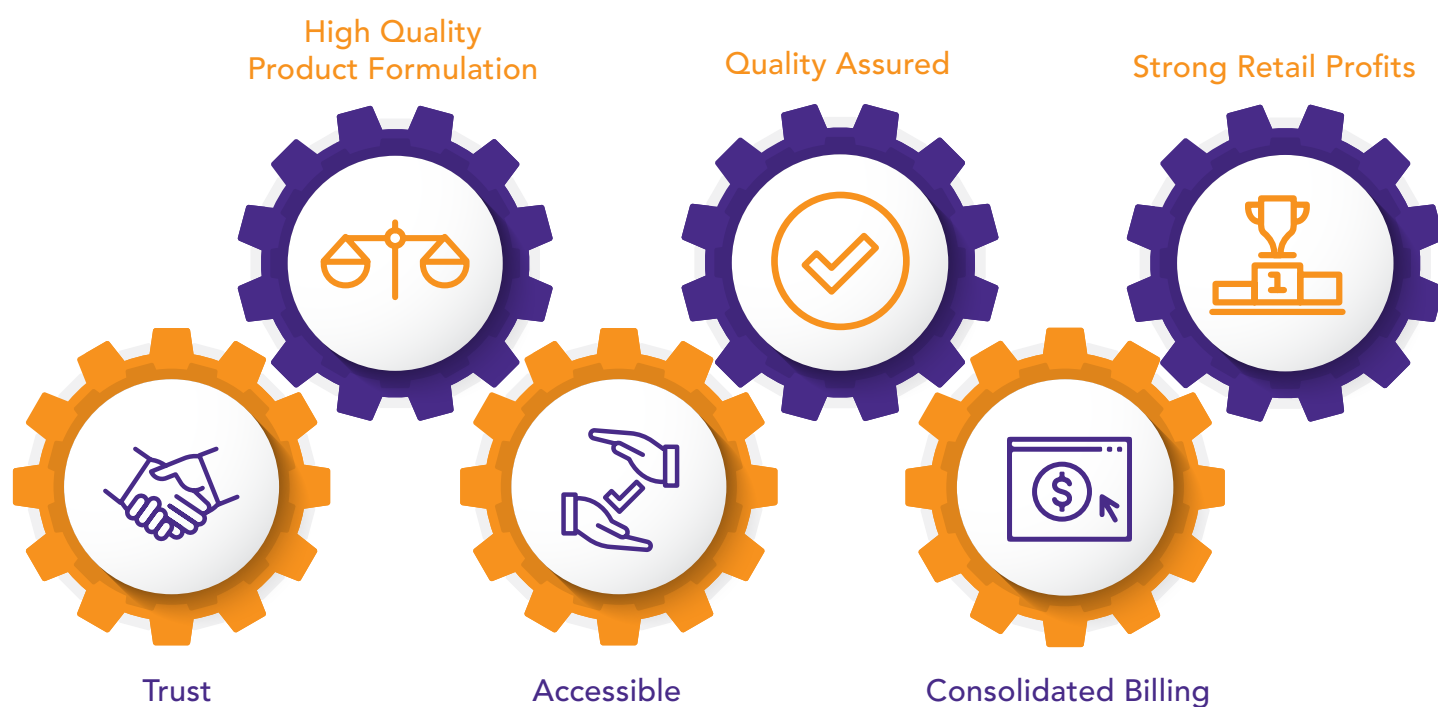 High Quality
Product Formulation
Quality Assured
Strong Retail Profits
1
$
Trust
Accessible
Consolidated Billing